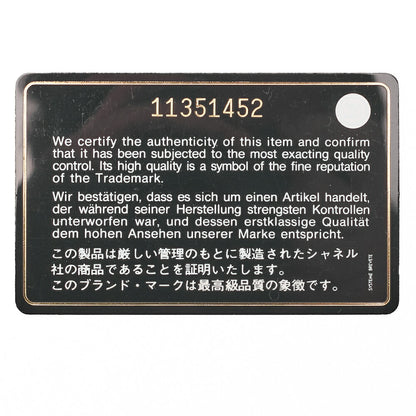 11351452
We certify the authenticity of this item and confirm
that it has been subjected to the most exacting quality
control. Its high quality is a symbol of the fine reputation
of the Trademark.
Wir bestätigen, dass es sich um einen Artikel handelt,
der während seiner Herstellung strengsten Kontrollen
unterworfen war, und dessen erstklassige Qualität
dem hohen Ansehen unserer Marke entspricht.
この製品は厳しい管理のもとに製造されたシャネル
社の商品であることを証明いたします。
このブランド・マークは最高級品質の象徴です。
SYSTEME BREVETE